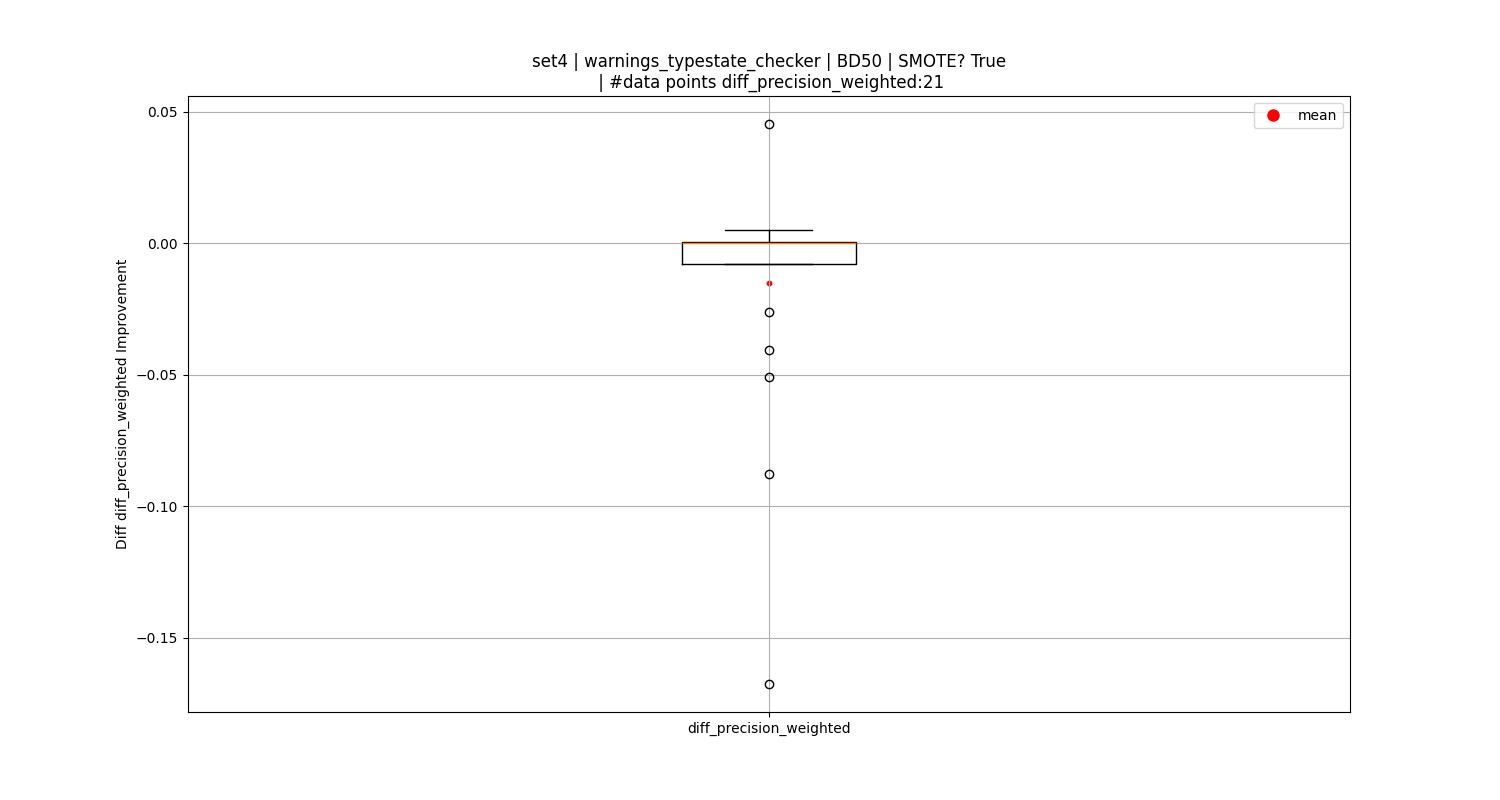 set4 | warnings_typestate_checker | BD50 | SMOTE? True
| #data points diff_precision_weighted:21
mean
0.05
0.00
−0.05
−0.10
−0.15
Diff diff_precision_weighted Improvement
diff_precision_weighted